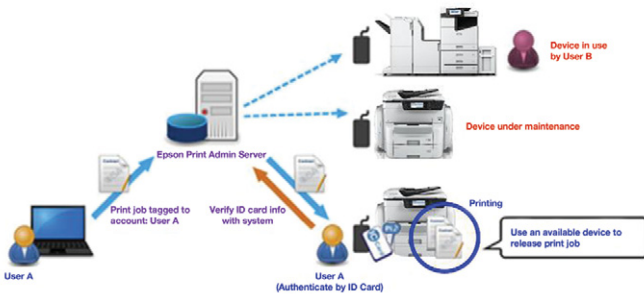 Device in use
by User B
Device under maintenance
Epson Print Admin Server
Print job tagged to
account: User A
Verify ID card info
with system
Printing
Use an available device to
release print job
User A
User A
(Authenticate by ID Card)